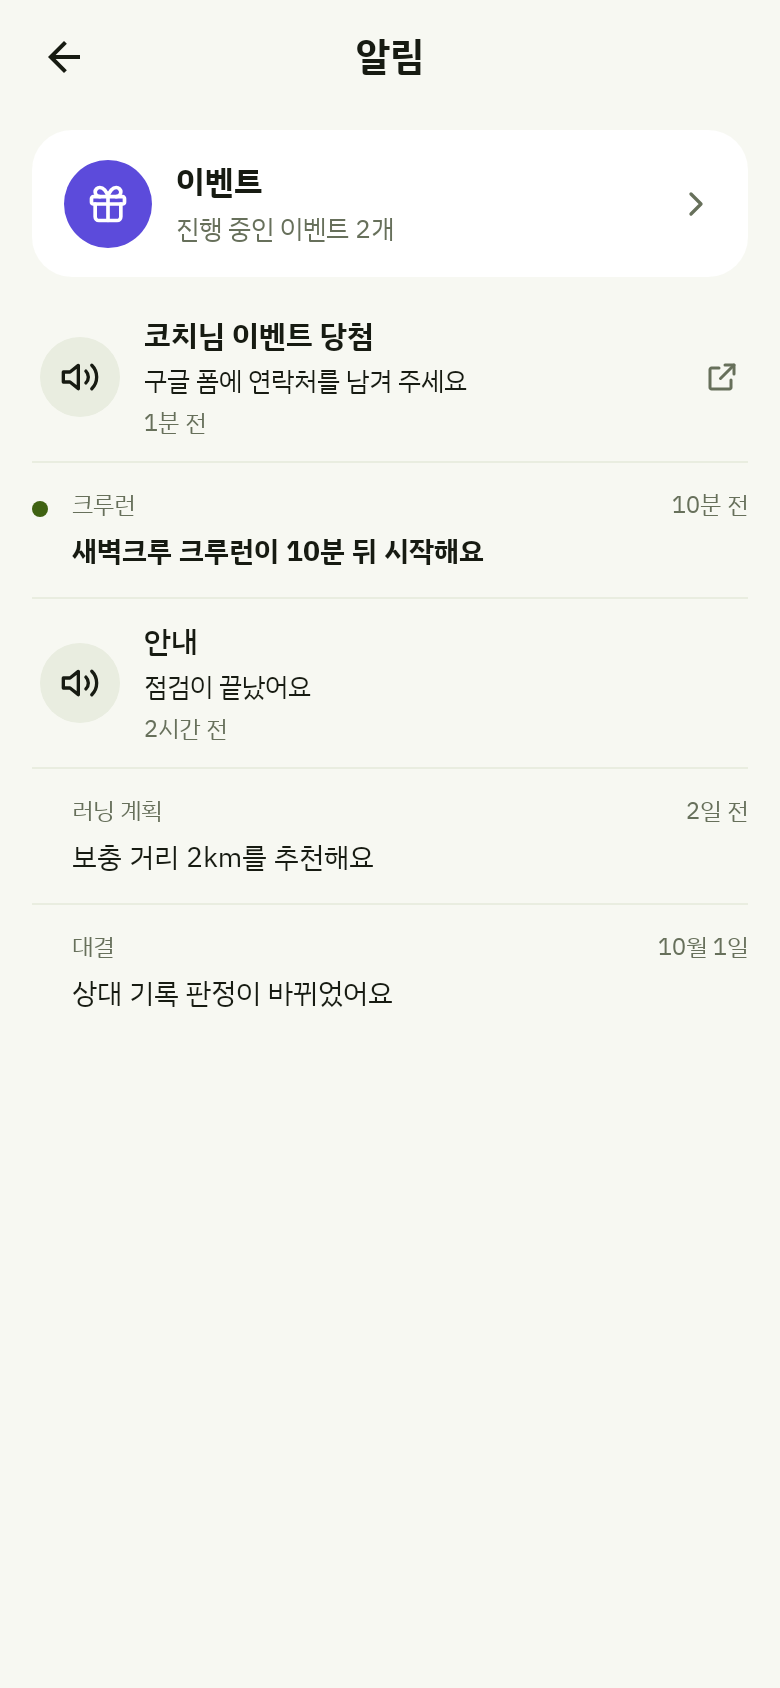 알림
이벤트
진행 중인 이벤트 2개
코치님 이벤트 당첨
구글 폼에 연락처를 남겨 주세요
1분 전
크루런
10분 전
새벽크루 크루런이 10분 뒤 시작해요
안내
점검이 끝났어요
2시간 전
러닝 계획
2일 전
보충 거리 2km를 추천해요
대결
10월 1일
상대 기록 판정이 바뀌었어요